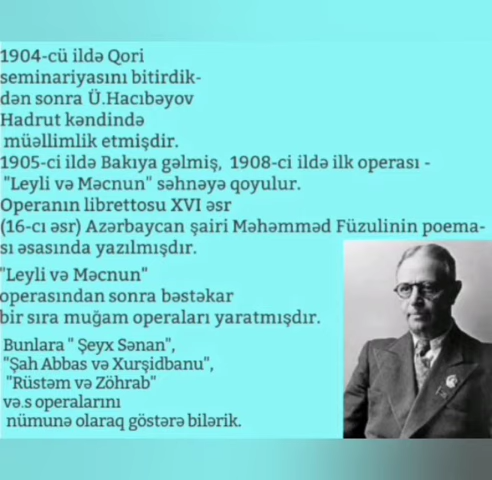 1904-cü ildə Qori
seminariyasını bitirdik-
dən sonra Ü.Hacıbəyov
Hadrut kəndində
müəllimlik etmişdir.
1905-ci ildə Bakıya gəlmiş, 1908-ci ildə ilk operası -
"Leyli və Məcnun" səhnəyə qoyulur.
Operanın librettosu XVI əsr
(16-cı əsr) Azərbaycan şairi Məhəmməd Füzulinin poema-
sı əsasında yazılmışdır.
"Leyli və Məcnun"
operasından sonra bəstəkar
bir sıra muğam operaları yaratmışdır.
Bunlara " Şeyx Sənan",
"Şah Abbas və Xurşidbanu",
"Rüstəm və Zöhrab"
və.s operalarını
nümunə olaraq göstərə bilərik.